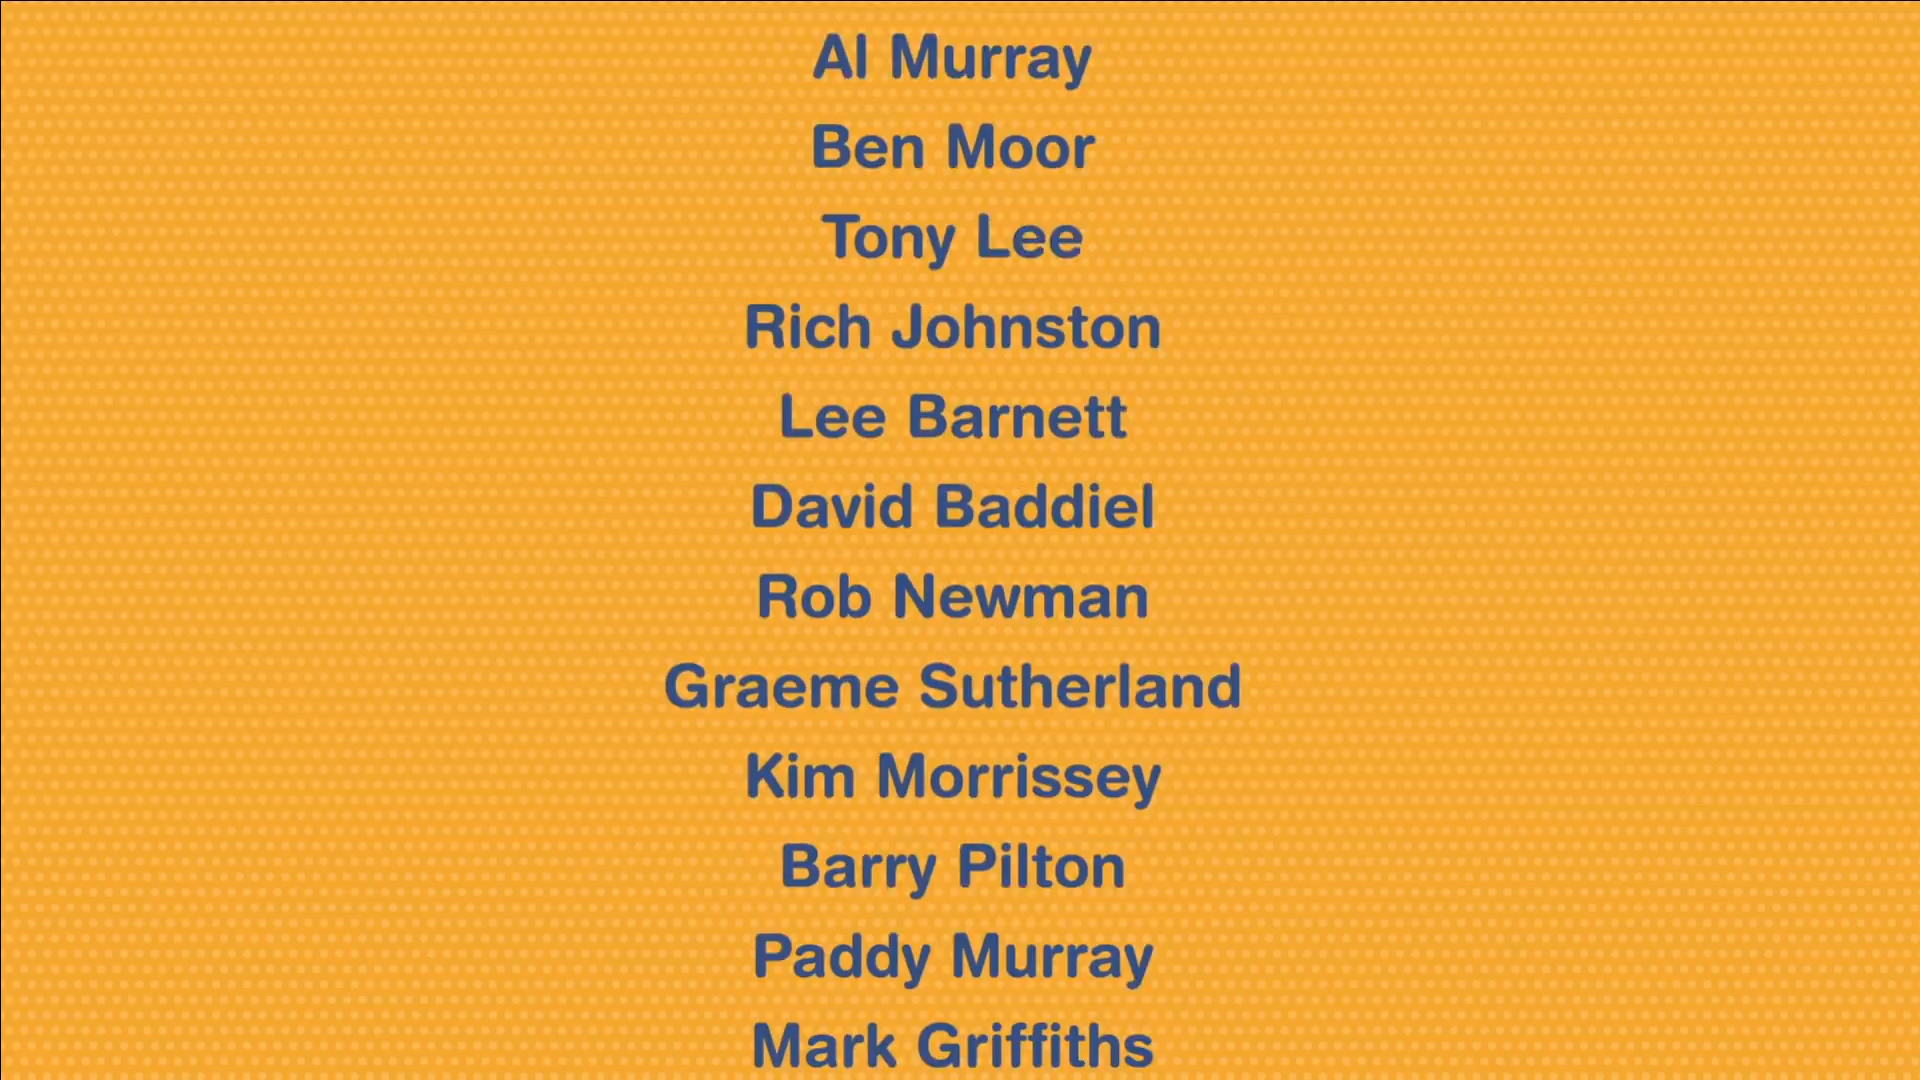 Al Murray
Ben Moor
Tony Lee
Rich Johnston
Lee Barnett
David Baddiel
Rob Newman
Graeme Sutherland
Kim Morrissey
Barry Pilton
Paddy Murray
Mark Griffiths